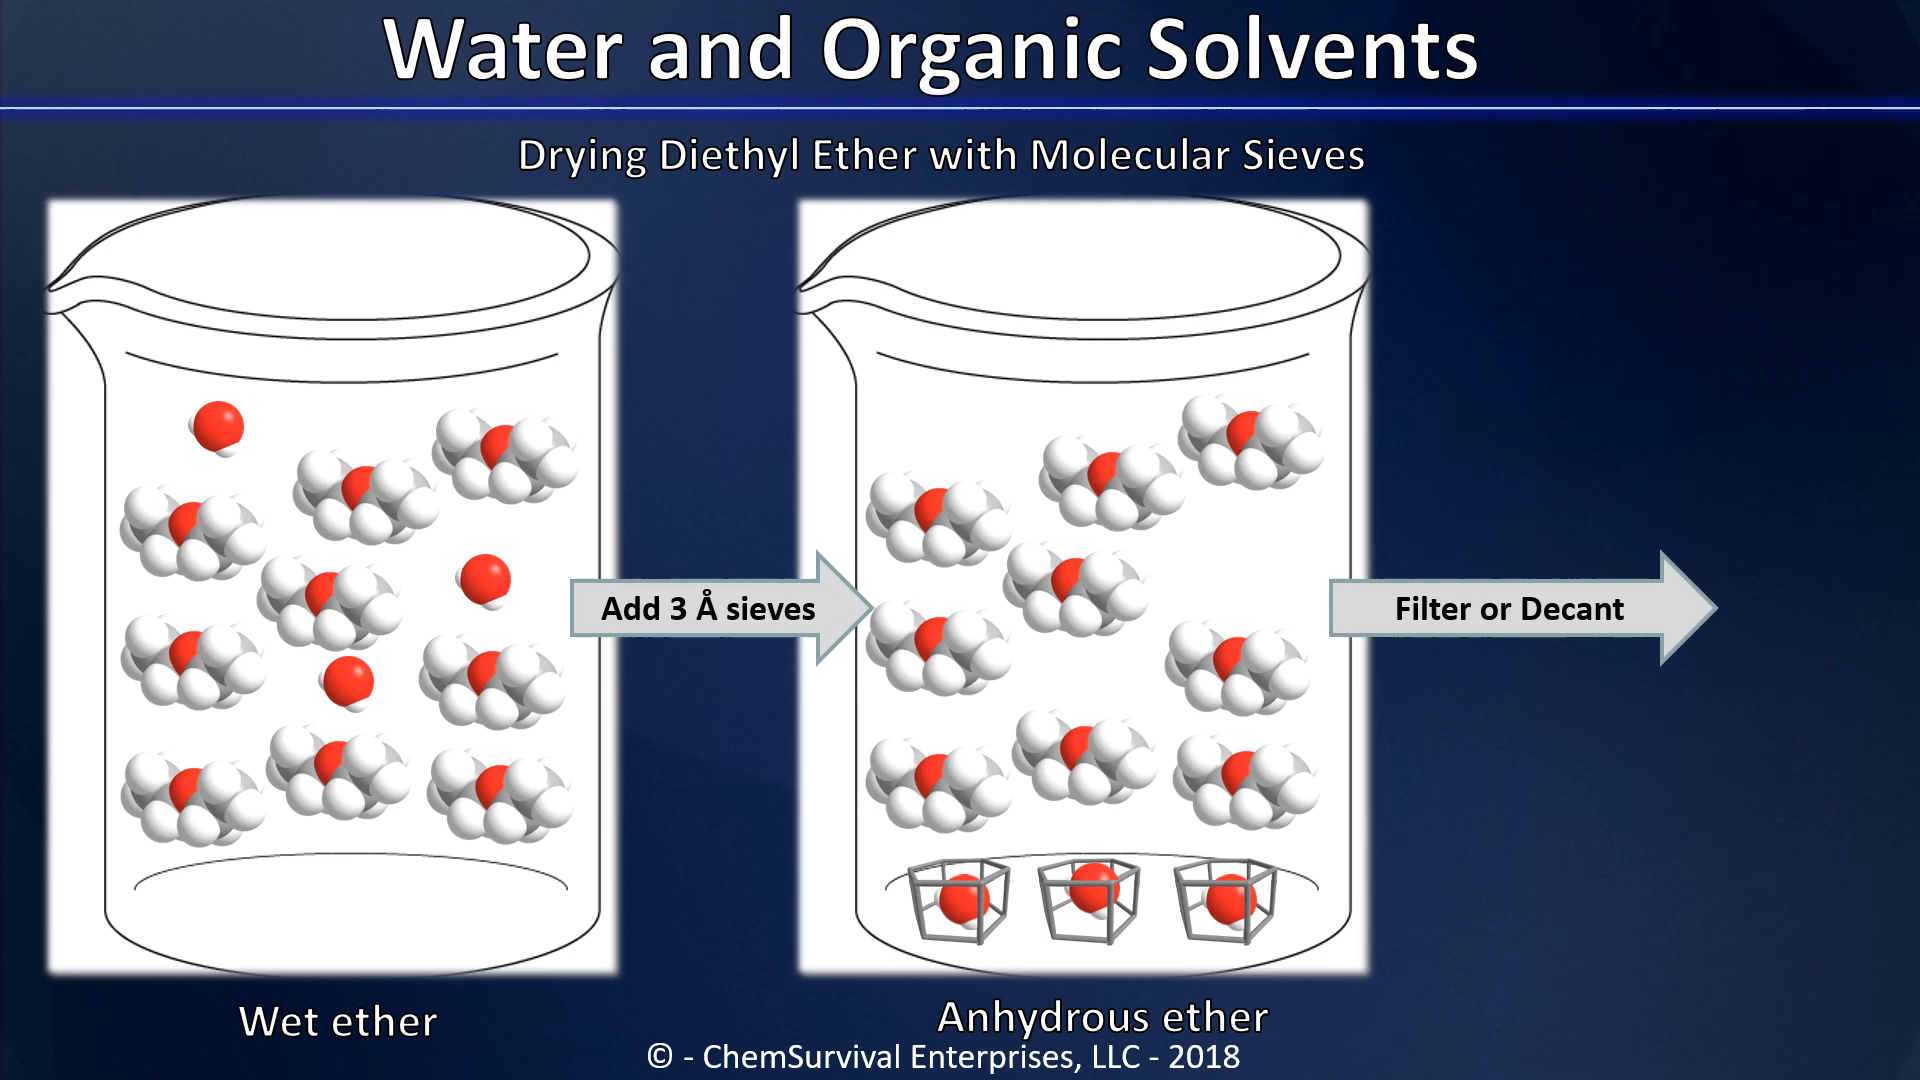 Water and Organic Solvents
Drying Diethyl Ether with Molecular Sieves
Add 3 Å sieves
Filter or Decant
Wet ether
Anhydrous ether
© - ChemSurvival Enterprises, LLC - 2018